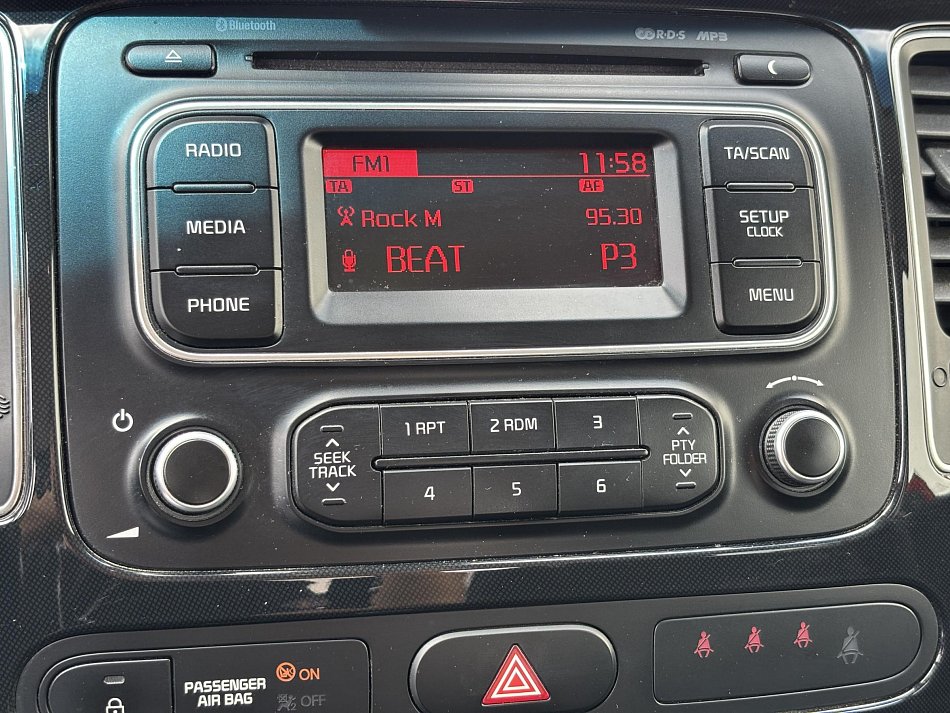 Bluetooth
R·D·S MP3
RADIO
MEDIA
PHONE
FM1 11:58
TA ST AF
Rock M 95.30
BEAT P3
TA/SCAN
SETUP
CLOCK
MENU
SEEK
TRACK
1 RPT
2 RDM
3
4
5
6
PTY
FOLDER
PASSENGER
AIR BAG
ON
OFF